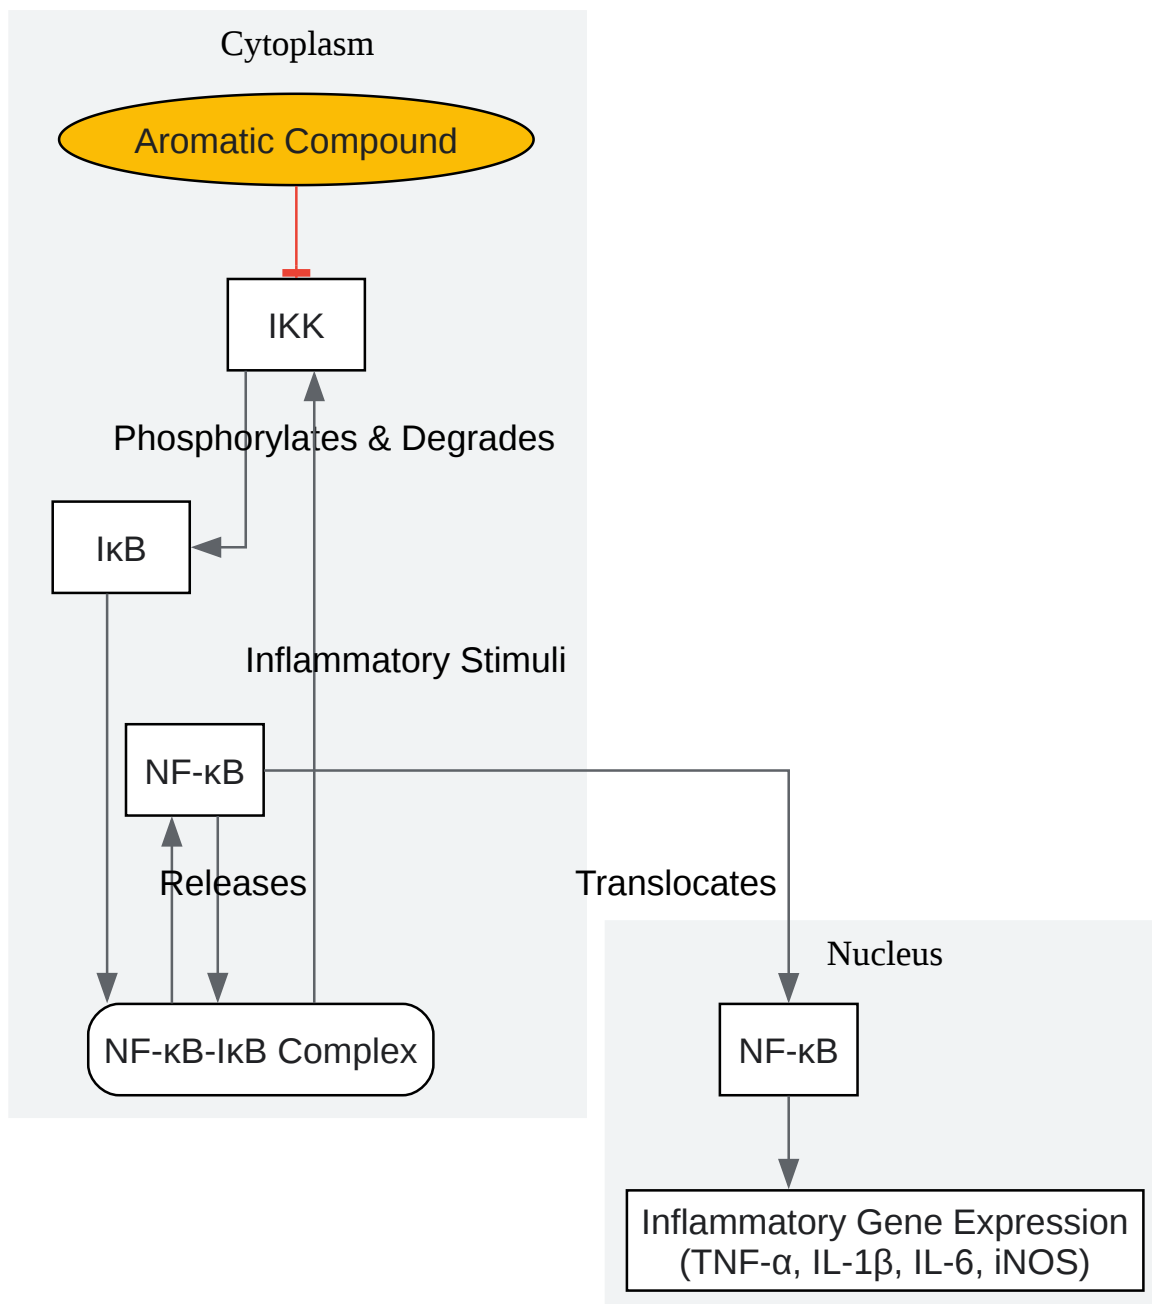 Cytoplasm
Aromatic Compound
IKK
Phosphorylates & Degrades
IκB
Inflammatory Stimuli
NF-κB
Releases
Translocates
Nucleus
NF-κB-IκB Complex
NF-κB
Inflammatory Gene Expression
(TNF-α, IL-1β, IL-6, iNOS)